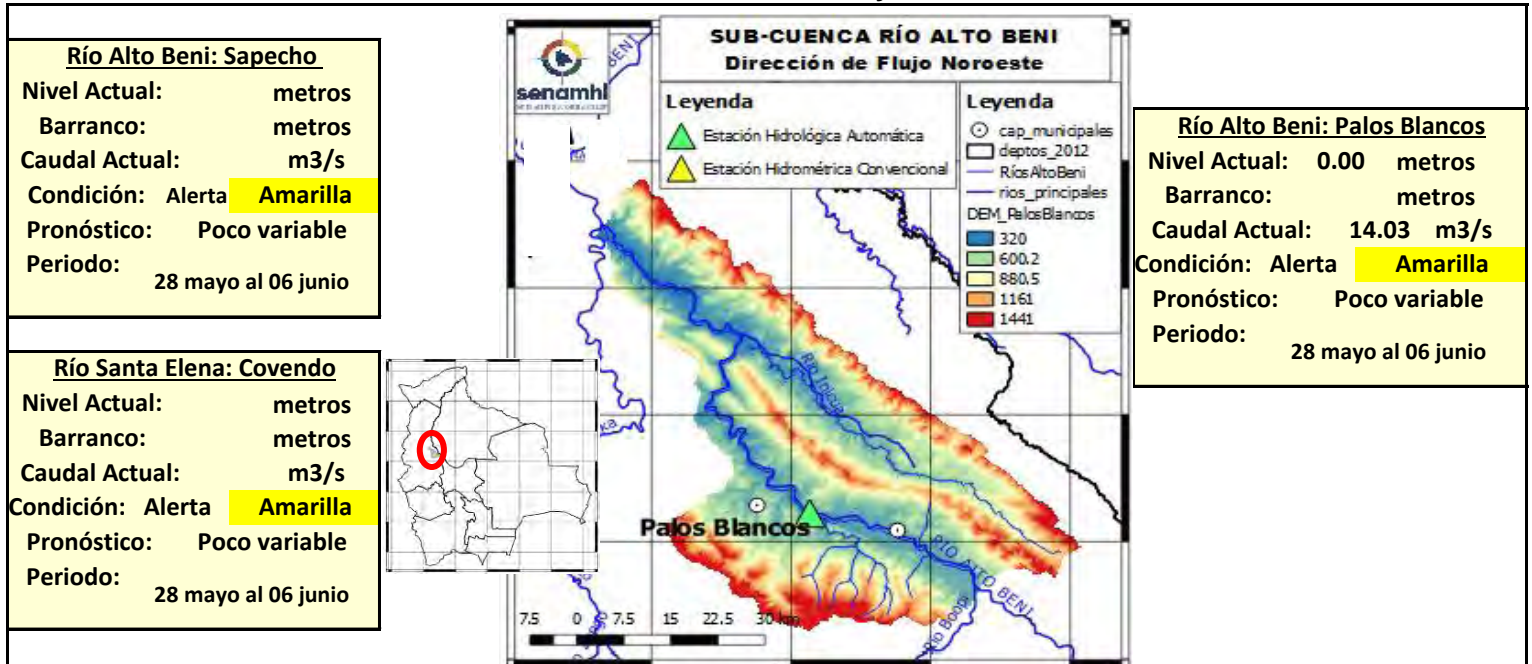 Río Alto Beni: Sapecho
Nivel Actual: metros
Barranco: metros
Caudal Actual: m3/s
Condición: Alerta Amarilla
Pronóstico: Poco variable
Periodo:
28 mayo al 06 junio
Río Santa Elena: Covendo
Nivel Actual: metros
Barranco: metros
Caudal Actual: m3/s
Condición: Alerta Amarilla
Pronóstico: Poco variable
Periodo:
28 mayo al 06 junio
senamhi
BENI
SUB-CUENCA RÍO ALTO BENI
Dirección de Flujo Noroeste
Leyenda
Estación Hidrológica Automática
Estación Hidrométrica Convencional
Leyenda
cap_municipales
deptos_2012
RíosAltoBeni
rios_principales
DEM_PalosBlancos
320
600.2
880.5
1161
1441
Río Inicua
Palos Blancos
RÍO ALTO BENI
Río Boopi
7.5 0 7.5 15 22.5 30 km
Río Alto Beni: Palos Blancos
Nivel Actual: 0.00 metros
Barranco: metros
Caudal Actual: 14.03 m3/s
Condición: Alerta Amarilla
Pronóstico: Poco variable
Periodo:
28 mayo al 06 junio